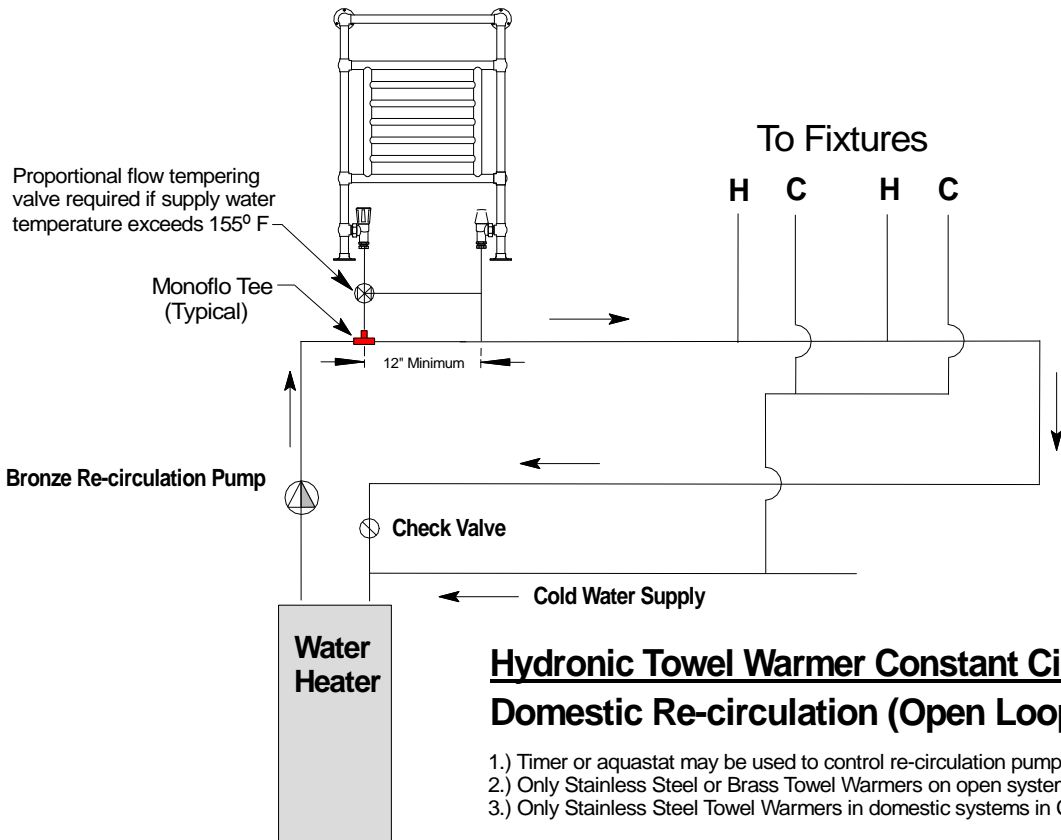 To Fixtures
H C H C
Proportional flow tempering
valve required if supply water
temperature exceeds 155⁰ F
Monoflo Tee
(Typical)
12" Minimum
Bronze Re-circulation Pump
Check Valve
Cold Water Supply
Water
Heater
Hydronic Towel Warmer Constant
Domestic Re-circulation (Open
1.) Timer or aquastat may be used to control re-circulation pump
2.) Only Stainless Steel or Brass Towel Warmers on open
3.) Only Stainless Steel Towel Warmers in domestic systems in